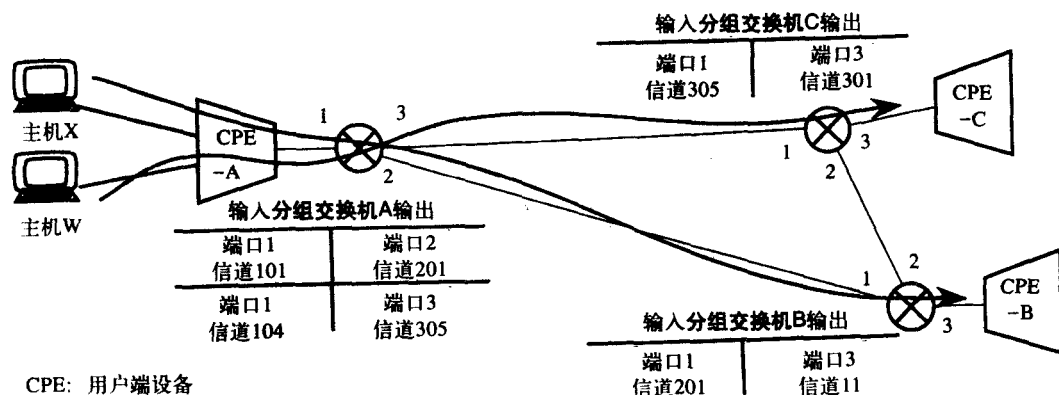 输入分组交换机C输出
端口1 端口3
信道305 信道301
主机X
主机W
CPE
-A
1
3
2
1
2
3
CPE
-C
输入分组交换机A输出
端口1 端口2
信道101 信道201
端口1 端口3
信道104 信道305
2
1
3
CPE
-B
输入分组交换机B输出
端口1 端口3
信道201 信道11
CPE: 用户端设备